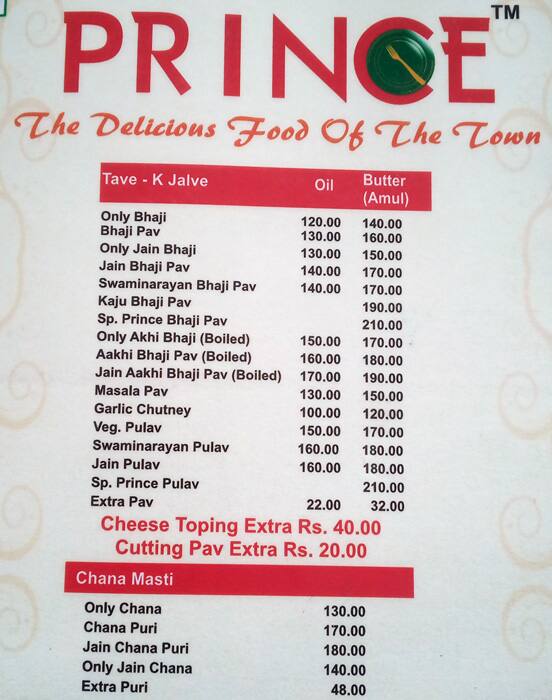 PRINCE TM
The Delicious Food Of The Town
Tave - K Jalve Oil Butter (Amul)
Only Bhaji 120.00 140.00
Bhaji Pav 130.00 160.00
Only Jain Bhaji 130.00 150.00
Jain Bhaji Pav 140.00 170.00
Swaminarayan Bhaji Pav 140.00 170.00
Kaju Bhaji Pav 190.00
Sp. Prince Bhaji Pav 210.00
Only Akhi Bhaji (Boiled) 150.00 170.00
Aakhi Bhaji Pav (Boiled) 160.00 180.00
Jain Aakhi Bhaji Pav (Boiled) 170.00 190.00
Masala Pav 130.00 150.00
Garlic Chutney 100.00 120.00
Veg. Pulav 150.00 170.00
Swaminarayan Pulav 160.00 180.00
Jain Pulav 160.00 180.00
Sp. Prince Pulav 210.00
Extra Pav 22.00 32.00
Cheese Toping Extra Rs. 40.00
Cutting Pav Extra Rs. 20.00
Chana Masti
Only Chana 130.00
Chana Puri 170.00
Jain Chana Puri 180.00
Only Jain Chana 140.00
Extra Puri 48.00